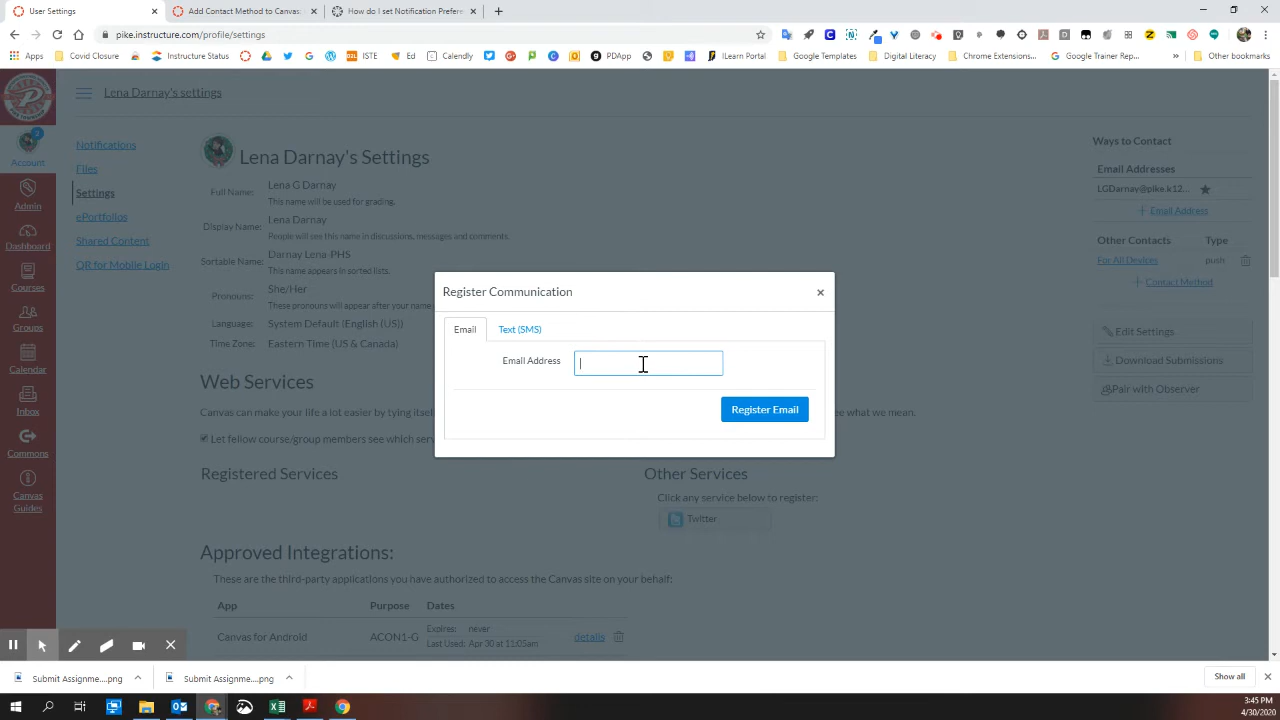 User Settings
Add Contact Method to Canvas
How do I set Notification Prefere
pike.instructure.com/profile/settings
Apps
Covid Closure
Instructure Status
ISTE
Ed
Calendly
PDApp
ILearn Portal
Google Templates
Digital Literacy
Chrome Extensions...
Google Trainer Rep...
»
Other bookmarks
Lena Darnay's settings
2
Account
Admin
Dashboard
Courses
Groups
Calendar
Inbox
Commons
Canvas
Guides
Notifications
Files
Settings
ePortfolios
Shared Content
QR for Mobile Login
Lena Darnay's Settings
Full Name: Lena G Darnay
This name will be used for grading.
Display Name: Lena Darnay
People will see this name in discussions, messages and comments.
Sortable Name: Darnay Lena-PHS
This name appears in sorted lists.
Pronouns: She/Her
These pronouns will appear after your name
Language: System Default (English (US))
Time Zone: Eastern Time (US & Canada)
Web Services
Canvas can make your life a lot easier by tying itsel
ee what we mean.
Let fellow course/group members see which serv
Registered Services
Other Services
Click any service below to register:
Twitter
Approved Integrations:
These are the third-party applications you have authorized to access the Canvas site on your behalf:
App Purpose Dates
Canvas for Android ACON1-G Expires: never
Last Used: Apr 30 at 11:05am
details
Ways to Contact
Email Addresses
LGDarnay@pike.k12...
Email Address
Other Contacts Type
For All Devices push
Contact Method
Edit Settings
Download Submissions
Pair with Observer
Register Communication
×
Email
Text (SMS)
Email Address
Register Email
Submit Assignme....png
Submit Assignme....png
Show all
3:45 PM
4/30/2020